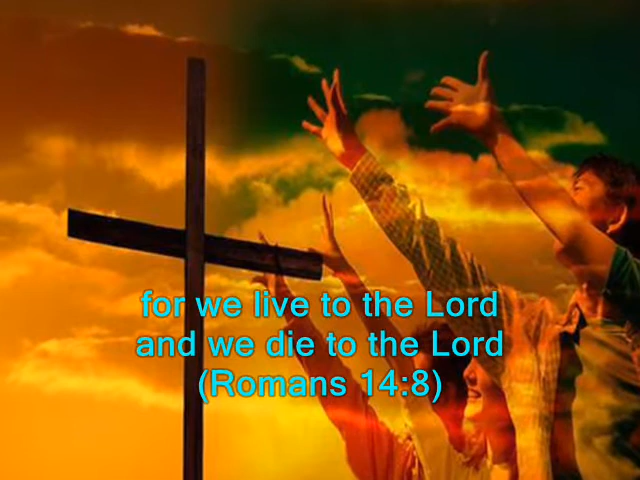 for we live to the Lord
and we die to the Lord
(Romans 14:8)